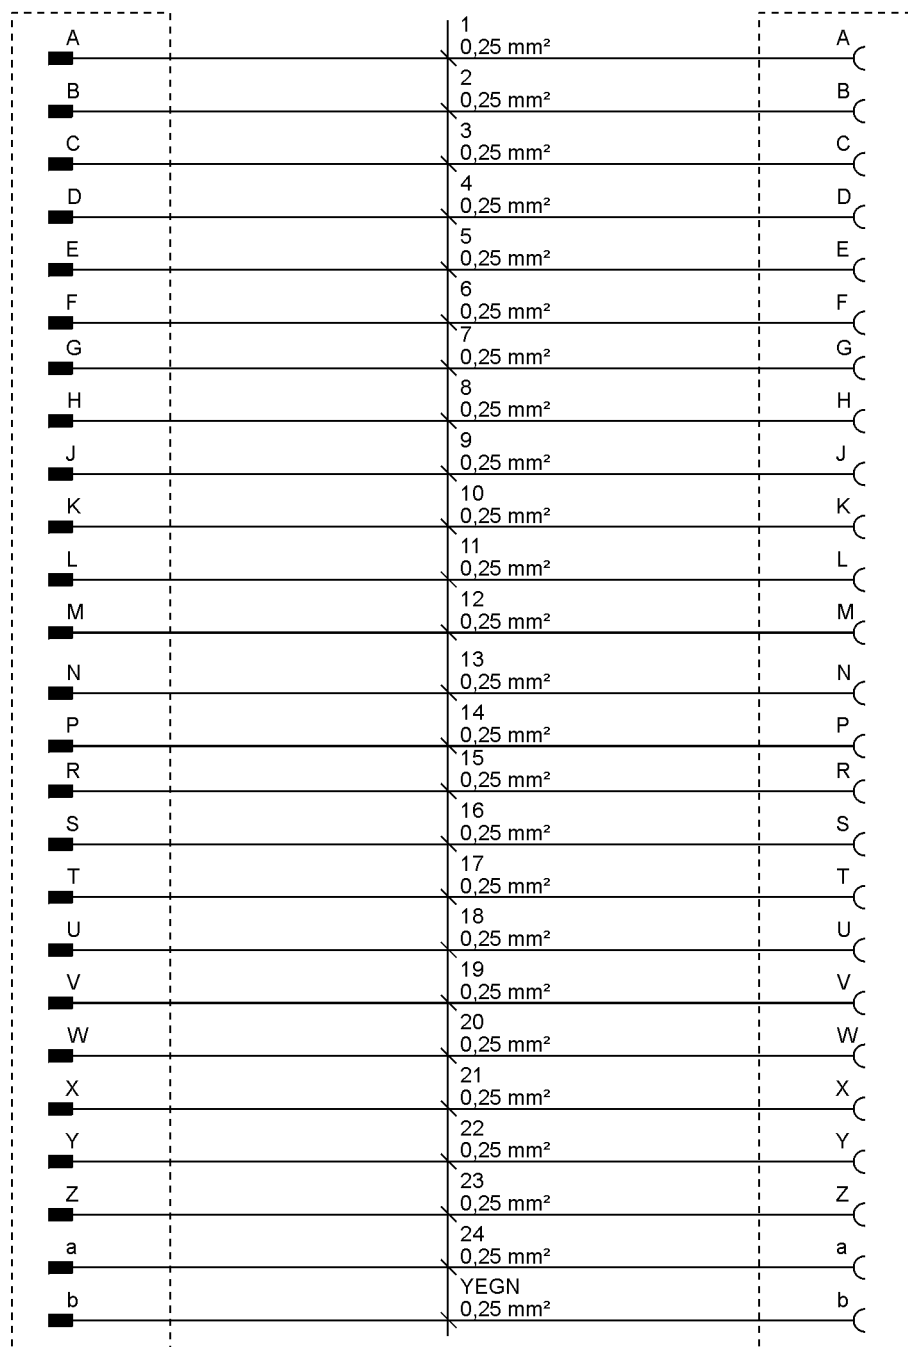 A 1 A
0,25 mm²
B 2 B
0,25 mm²
C 3 C
0,25 mm²
D 4 D
0,25 mm²
E 5 E
0,25 mm²
F 6 F
0,25 mm²
G 7 G
0,25 mm²
H 8 H
0,25 mm²
J 9 J
0,25 mm²
K 10 K
0,25 mm²
L 11 L
0,25 mm²
M 12 M
0,25 mm²
N 13 N
0,25 mm²
P 14 P
0,25 mm²
R 15 R
0,25 mm²
S 16 S
0,25 mm²
T 17 T
0,25 mm²
U 18 U
0,25 mm²
V 19 V
0,25 mm²
W 20 W
0,25 mm²
X 21 X
0,25 mm²
Y 22 Y
0,25 mm²
Z 23 Z
0,25 mm²
a 24 a
0,25 mm²
b YEGN b
0,25 mm²